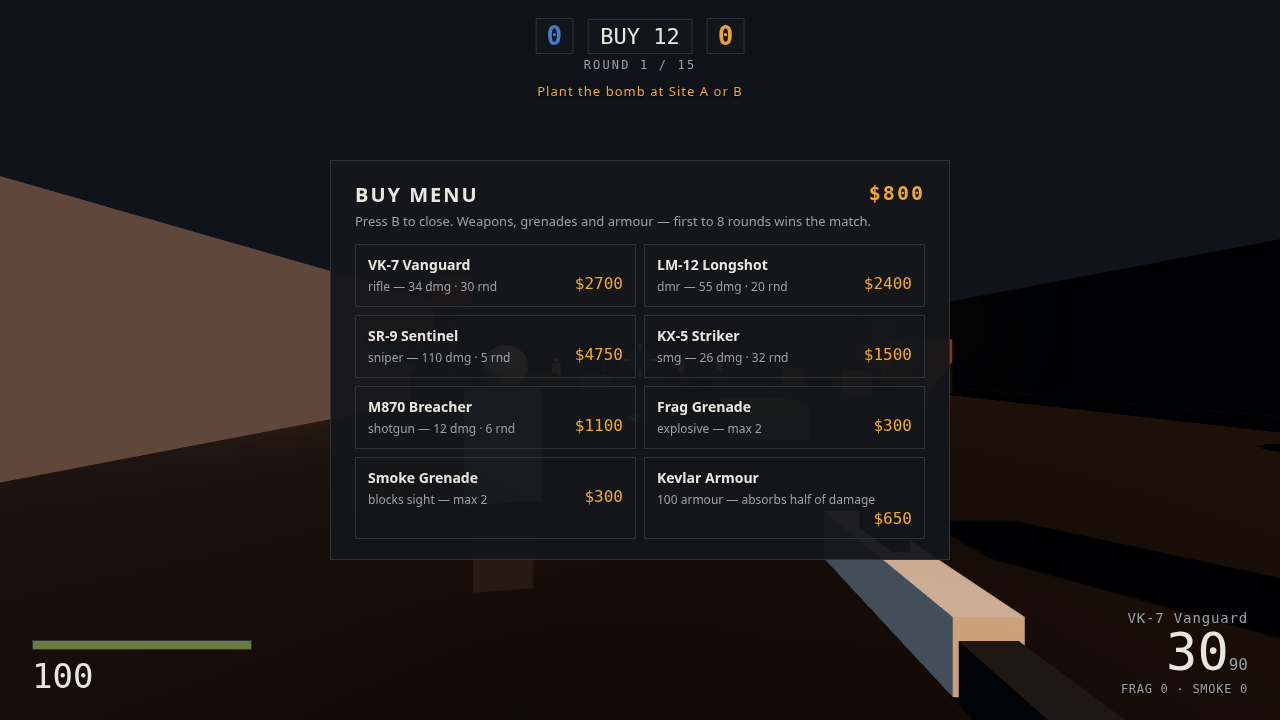 0 BUY 12 0
ROUND 1 / 15
Plant the bomb at Site A or B
BUY MENU
$800
Press B to close. Weapons, grenades and armour — first to 8 rounds wins the match.
VK-7 Vanguard
rifle — 34 dmg · 30 rnd
$2700
LM-12 Longshot
dmr — 55 dmg · 20 rnd
$2400
SR-9 Sentinel
sniper — 110 dmg · 5 rnd
$4750
KX-5 Striker
smg — 26 dmg · 32 rnd
$1500
M870 Breacher
shotgun — 12 dmg · 6 rnd
$1100
Frag Grenade
explosive — max 2
$300
Smoke Grenade
blocks sight — max 2
$300
Kevlar Armour
100 armour — absorbs half of damage
$650
100
VK-7 Vanguard
30 90
FRAG 0 · SMOKE 0